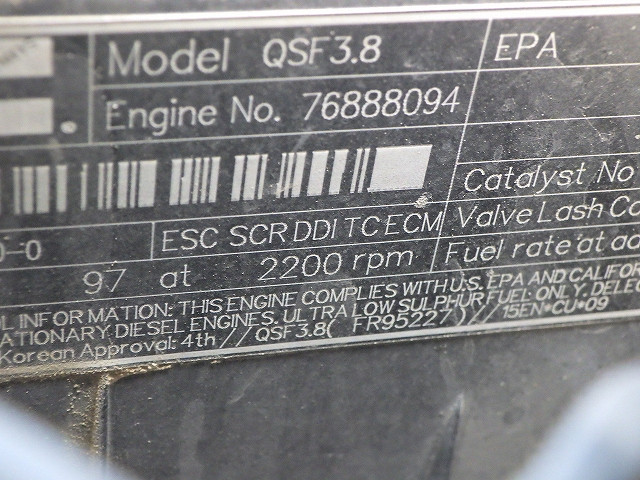 Model QSF3.8 EPA
Engine No. 76888094
Catalyst No
ESC SCR DDI TC ECM Valve Lash Co
97 at 2200 rpm Fuel rate at ad
INFORMATION: THIS ENGINE COMPLIES WITH U.S. EPA AND CALIFOR
ATIONARY DIESEL ENGINES. ULTRA LOW SULPHUR FUEL ONLY. DELEG
Korean Approval: 4th // QSF3.8( FR95227)// 15EN*CU*09